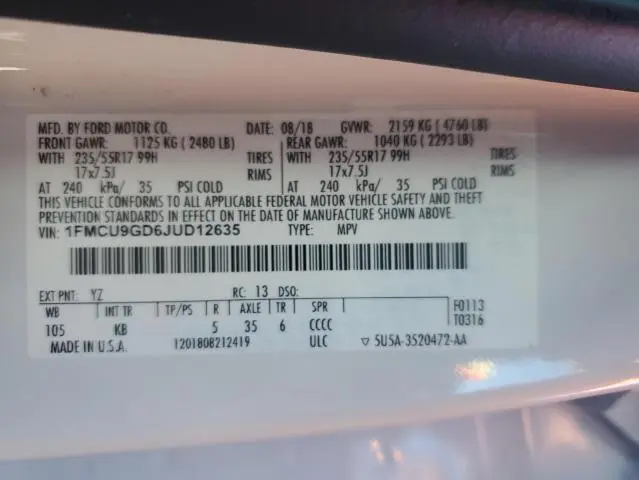 MFD. BY FORD MOTOR CO. DATE: 08/18 GVWR: 2159 KG ( 4760 LB)
FRONT GAWR: 1125 KG ( 2480 LB) REAR GAWR: 1040 KG ( 2293 LB)
WITH 235/55R17 99H TIRES WITH 235/55R17 99H TIRES
17x7.5J RIMS 17x7.5J RIMS
AT 240 kPa/ 35 PSI COLD AT 240 kPa/ 35 PSI COLD
THIS VEHICLE CONFORMS TO ALL APPLICABLE FEDERAL MOTOR VEHICLE SAFETY AND THEFT
PREVENTION STANDARDS IN EFFECT ON THE DATE OF MANUFACTURE SHOWN ABOVE.
VIN: 1FMCU9GD6JUD12635 TYPE: MPV
EXT PNT: YZ RC: 13 DSO:
WB INT TR TP/PS R AXLE TR SPR F0113
105 KB 5 35 6 CCCC T0316
MADE IN U.S.A. 1201808212419 ULC ▽ 5U5A-3520472-AA